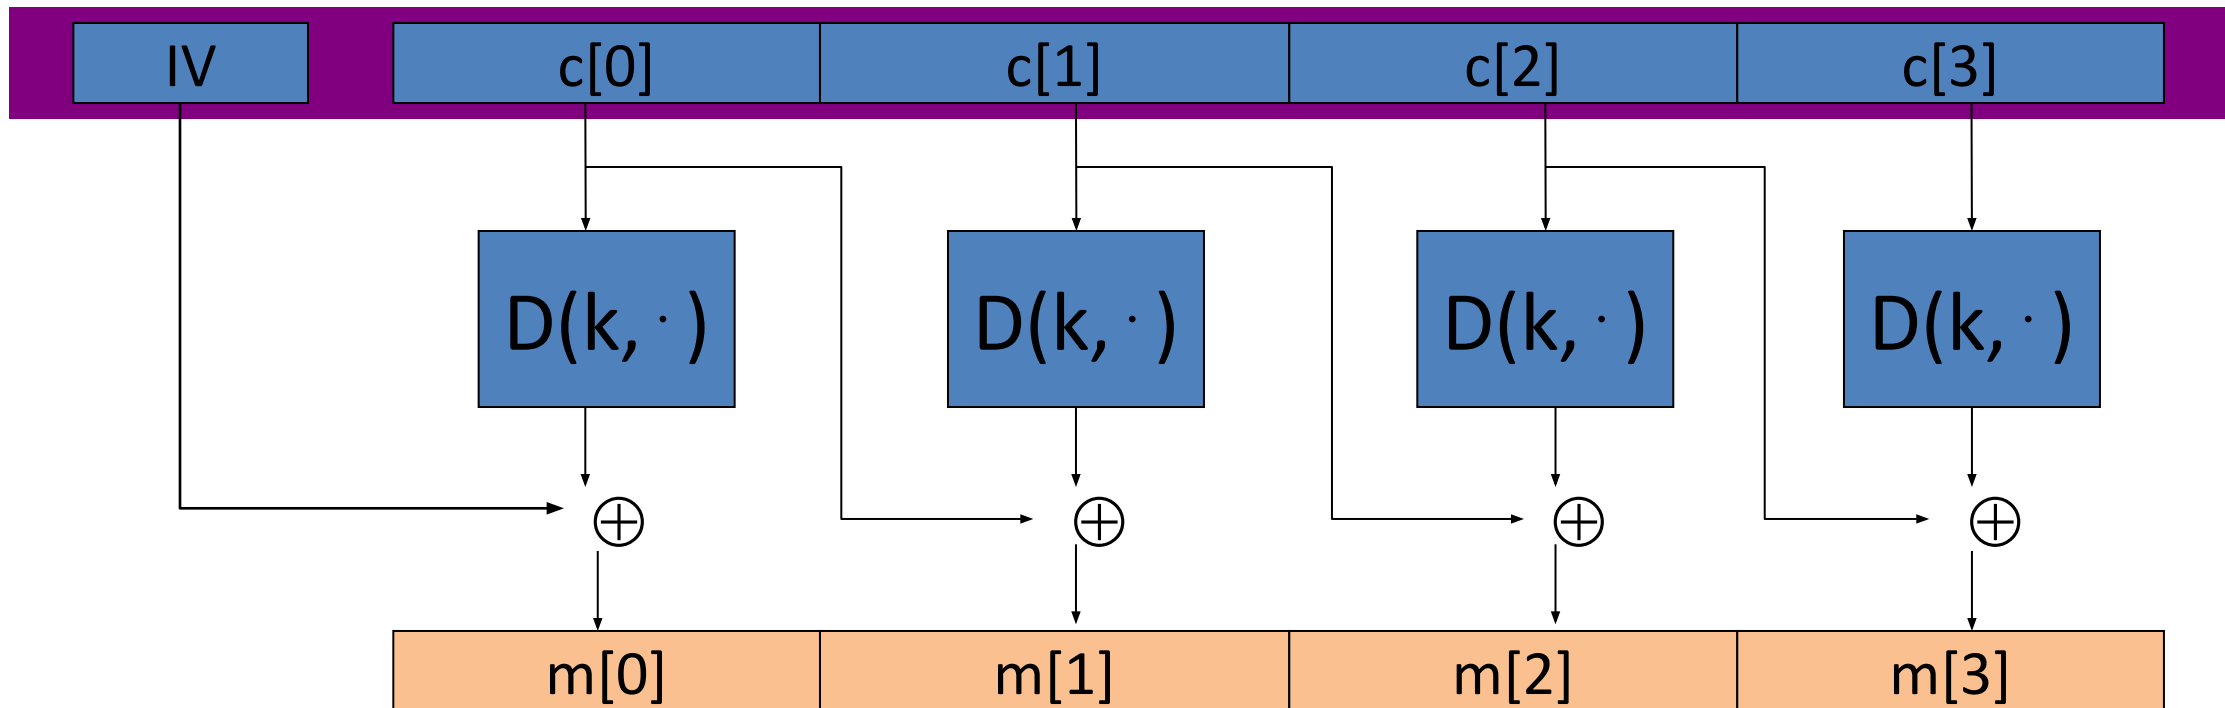 IV c[0] c[1] c[2] c[3]
D(k, · ) D(k, · ) D(k, · ) D(k, · )
⊕ ⊕ ⊕ ⊕
m[0] m[1] m[2] m[3]